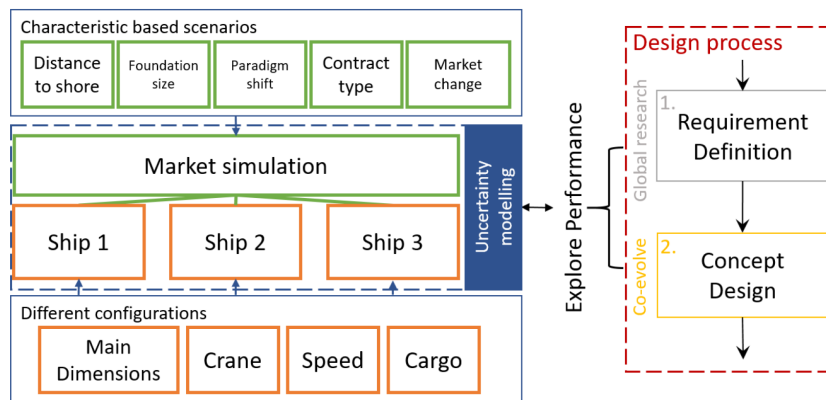 Characteristic based scenarios
Distance
to shore
Foundation
size
Paradigm
shift
Contract
type
Market
change
Market simulation
Ship 1
Ship 2
Ship 3
Uncertainty
modelling
Different configurations
Main
Dimensions
Crane
Speed
Cargo
Explore Performance
Design process
Global research
1.
Requirement
Definition
Co-evolve
2.
Concept
Design